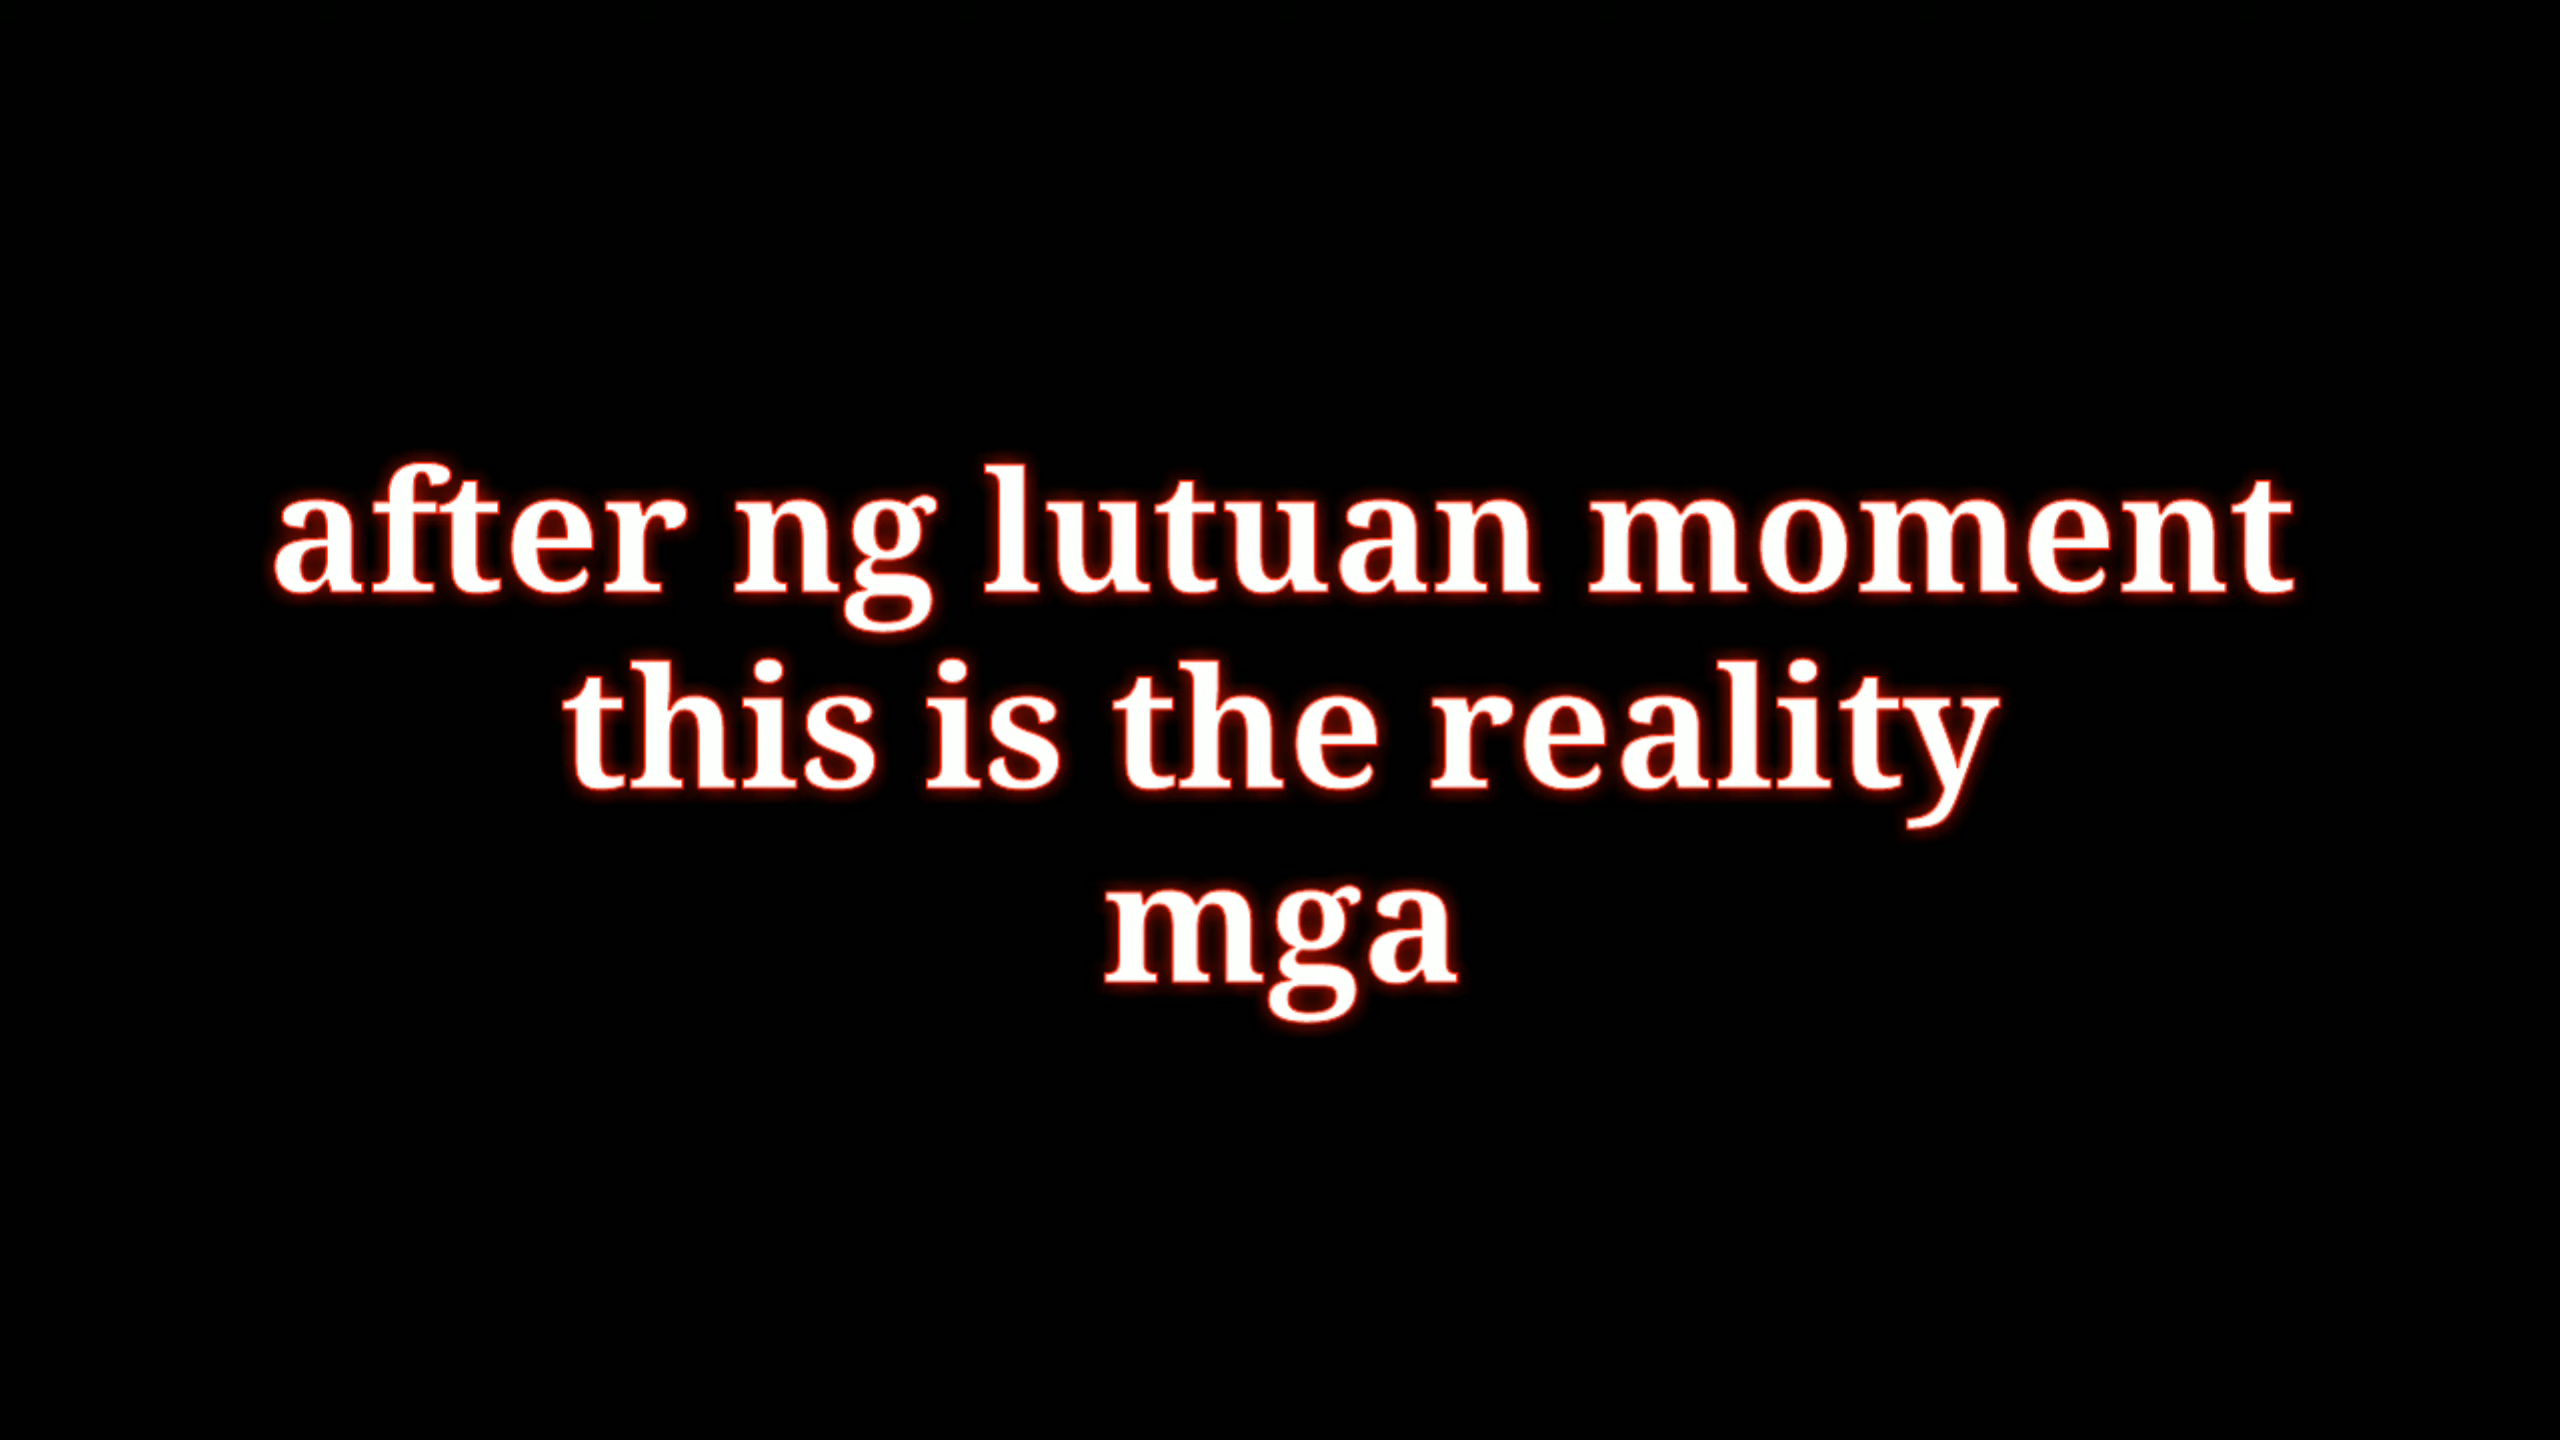 after ng lutuan moment
this is the reality
mga